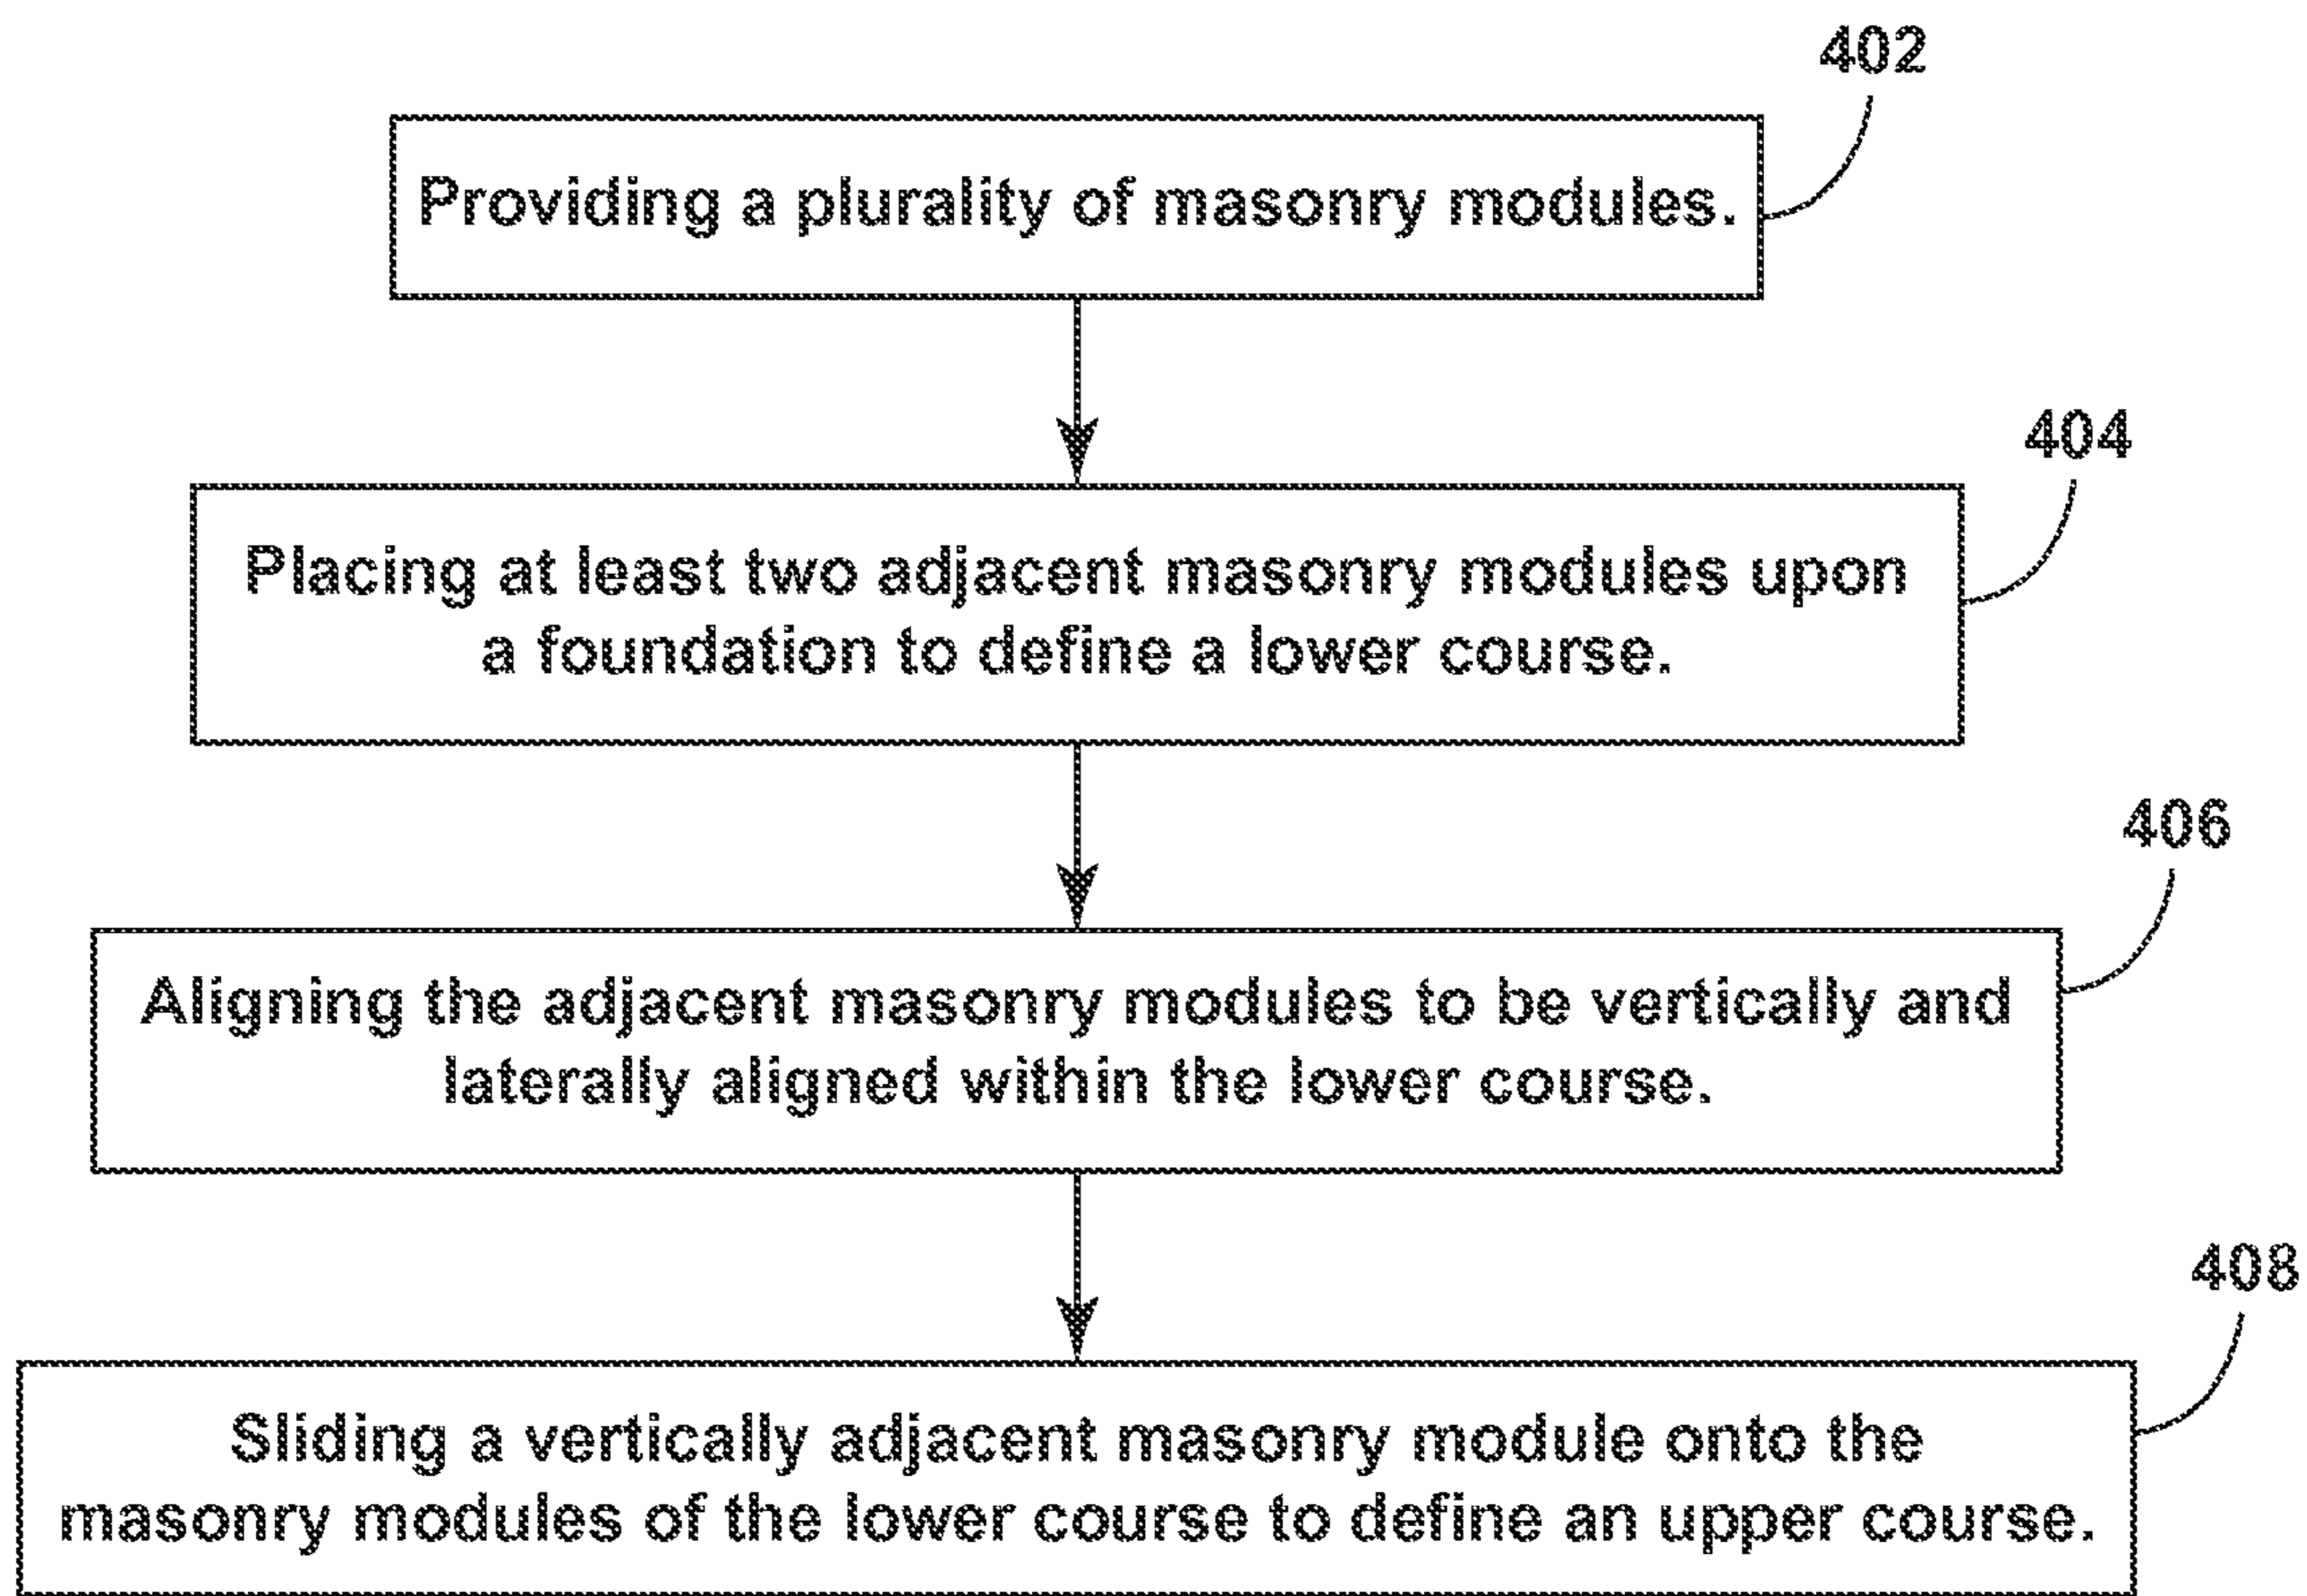 402
Providing a plurality of masonry modules.
404
Placing at least two adjacent masonry modules upon
a foundation to define a lower course.
406
Aligning the adjacent masonry modules to be vertically and
laterally aligned within the lower course.
408
Sliding a vertically adjacent masonry module onto the
masonry modules of the lower course to define an upper course.